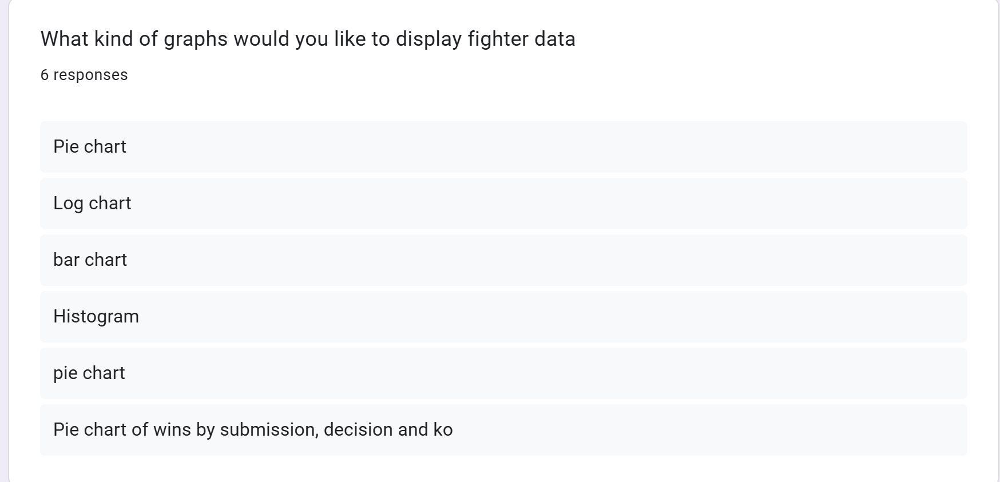 What kind of graphs would you like to display fighter data
6 responses
Pie chart
Log chart
bar chart
Histogram
pie chart
Pie chart of wins by submission, decision and ko